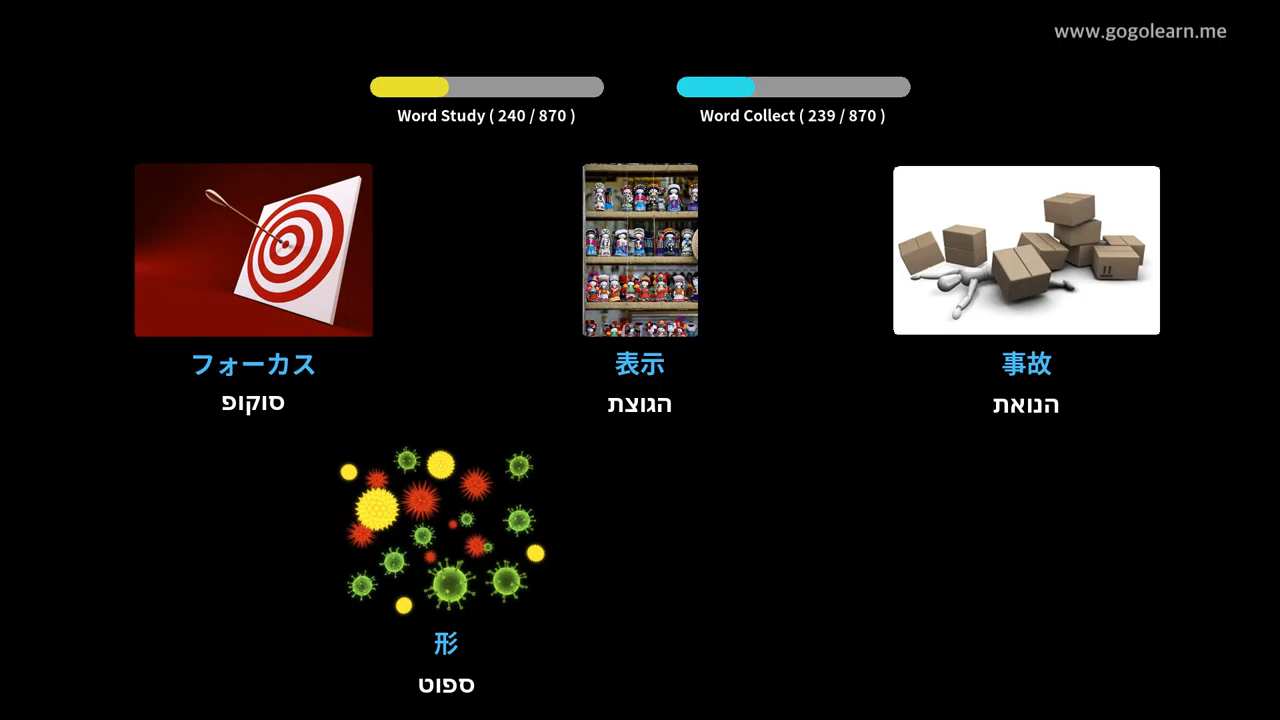 www.gogolearn.me
Word Study ( 240 / 870 )
Word Collect ( 239 / 870 )
フォーカス
表示
事故
סוקופ
הגוצת
הנואת
形
ספוט